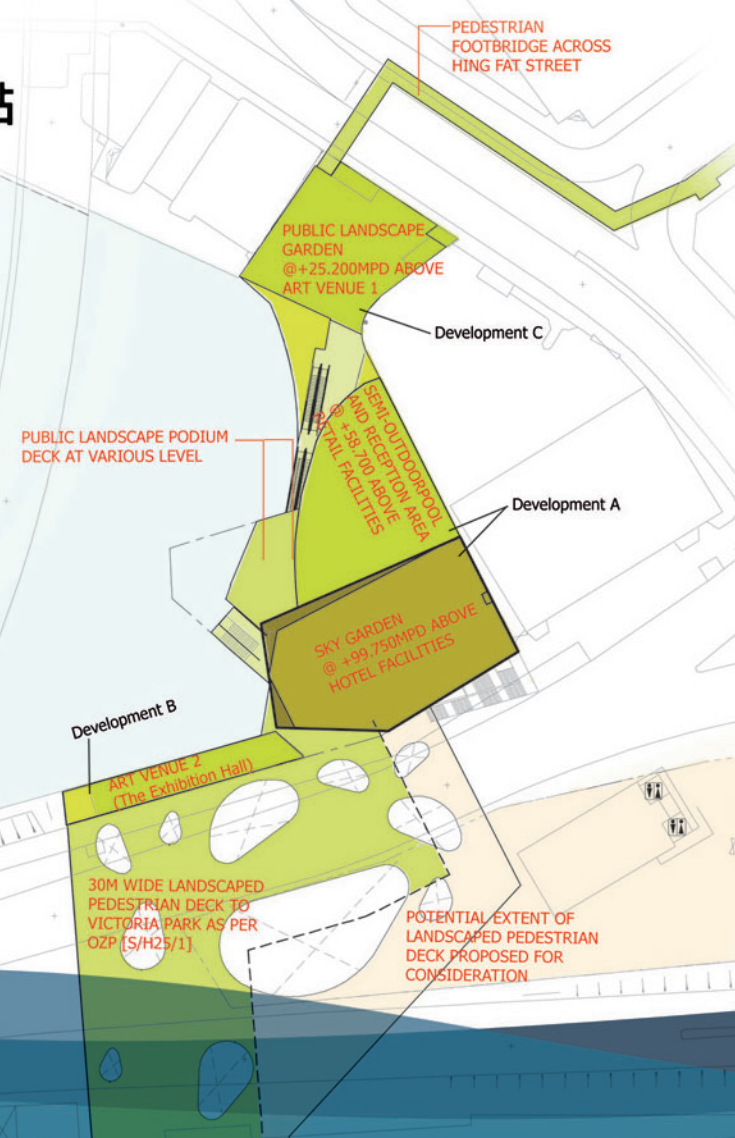 PEDESTRIAN
FOOTBRIDGE ACROSS
HING FAT STREET
站
PUBLIC LANDSCAPE
GARDEN
@+25.200MPD ABOVE
ART VENUE 1
Development C
SEMI-OUTDOORPOOL
AND RECEPTION AREA
@ +58.700 ABOVE
RETAIL FACILITIES
PUBLIC LANDSCAPE PODIUM
DECK AT VARIOUS LEVEL
Development A
SKY GARDEN
@ +99.750MPD ABOVE
HOTEL FACILITIES
Development B
ART VENUE 2
(The Exhibition Hall)
30M WIDE LANDSCAPED
PEDESTRIAN DECK TO
VICTORIA PARK AS PER
OZP [S/H25/1]
POTENTIAL EXTENT OF
LANDSCAPED PEDESTRIAN
DECK PROPOSED FOR
CONSIDERATION